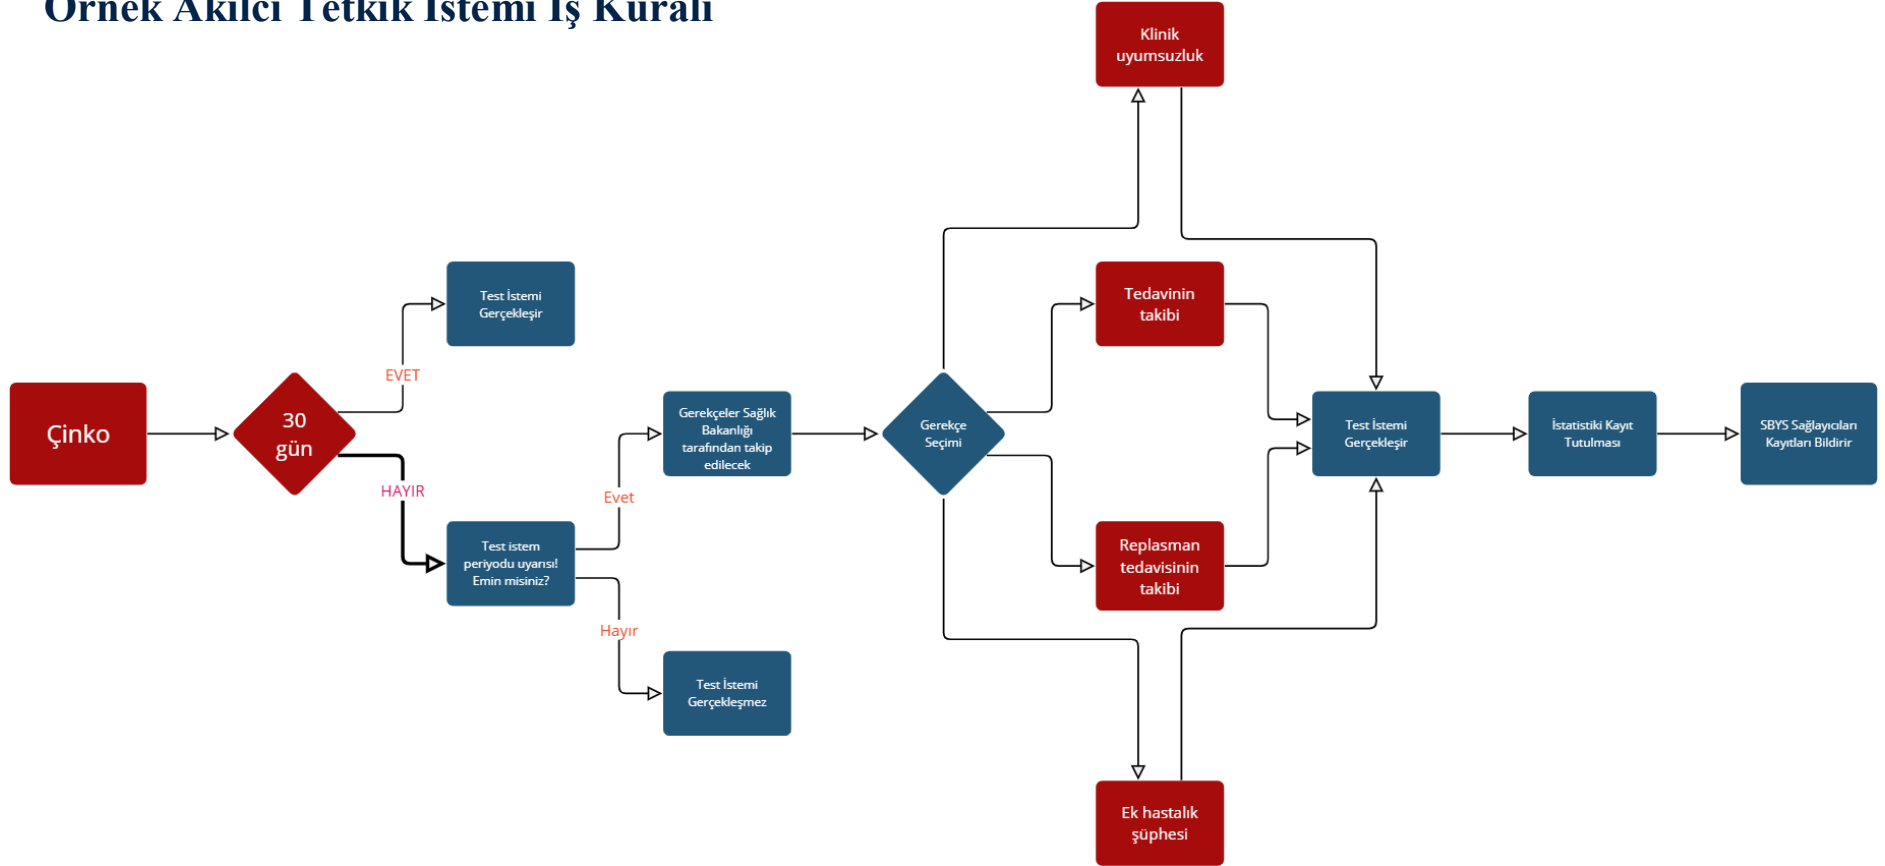 Örnek Akılcı Tetkik İstemi İş Kuralı
Klinik
uyumsuzluk
Test İstemi
Gerçekleşir
Tedavinin
takibi
EVET
Çinko
30
gün
HAYIR
Gerekçeler Sağlık
Bakanlığı
tarafından takip
edilecek
Evet
Gerekçe
Seçimi
Test İstemi
Gerçekleşir
İstatistiki Kayıt
Tutulması
SBYS Sağlayıcıları
Kayıtları Bildirir
Test istem
periyodu uyarısı!
Emin misiniz?
Replasman
tedavisinin
takibi
Hayır
Test İstemi
Gerçekleşmez
Ek hastalık
şüphesi